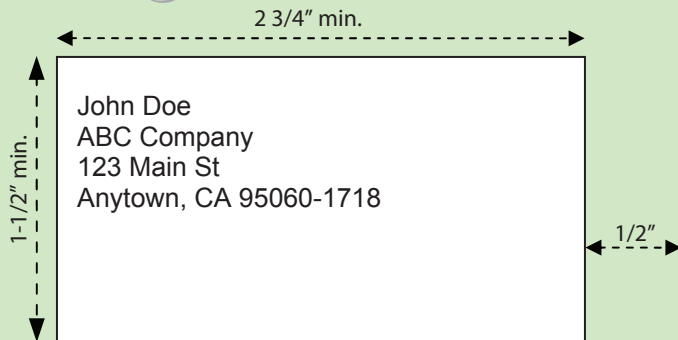 2 3/4” min.
1-1/2” min.
John Doe
ABC Company
123 Main St
Anytown, CA 95060-1718
1/2”